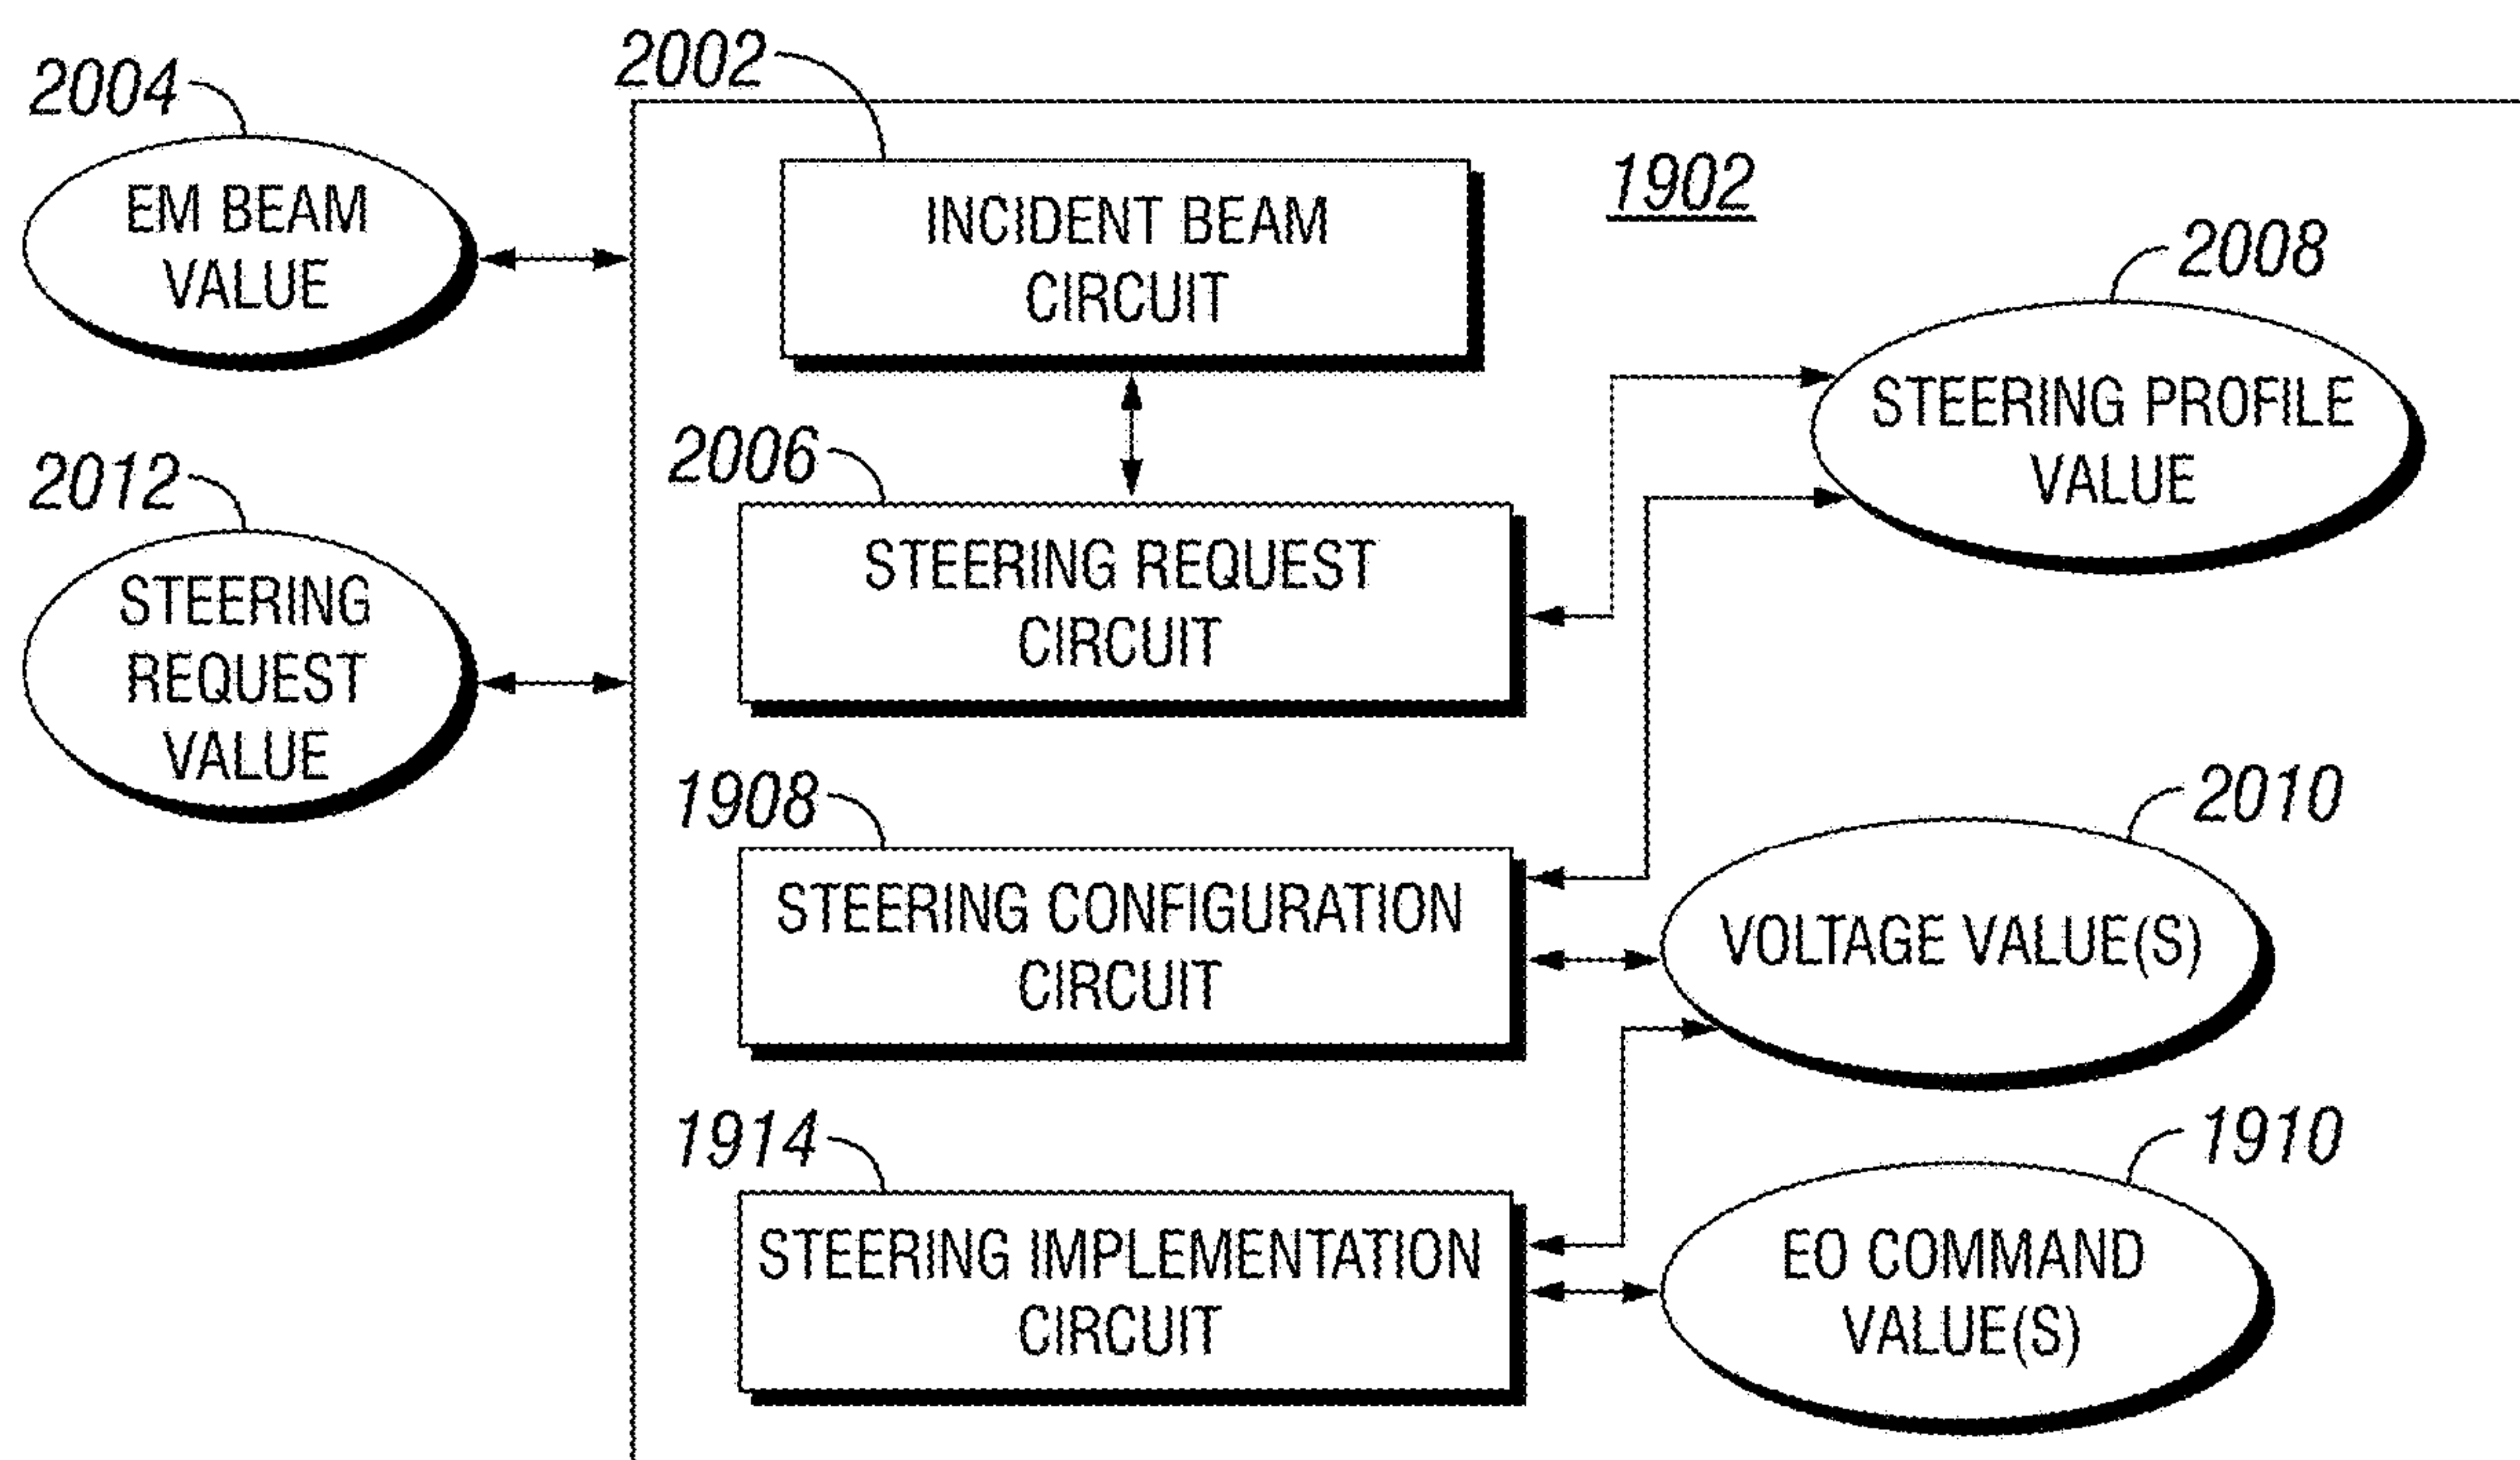 2004
EM BEAM
VALUE
2012
STEERING
REQUEST
VALUE
2002
INCIDENT BEAM
CIRCUIT
1902
2006
STEERING REQUEST
CIRCUIT
2008
STEERING PROFILE
VALUE
1908
STEERING CONFIGURATION
CIRCUIT
2010
VOLTAGE VALUE(S)
1914
STEERING IMPLEMENTATION
CIRCUIT
1910
EO COMMAND
VALUE(S)